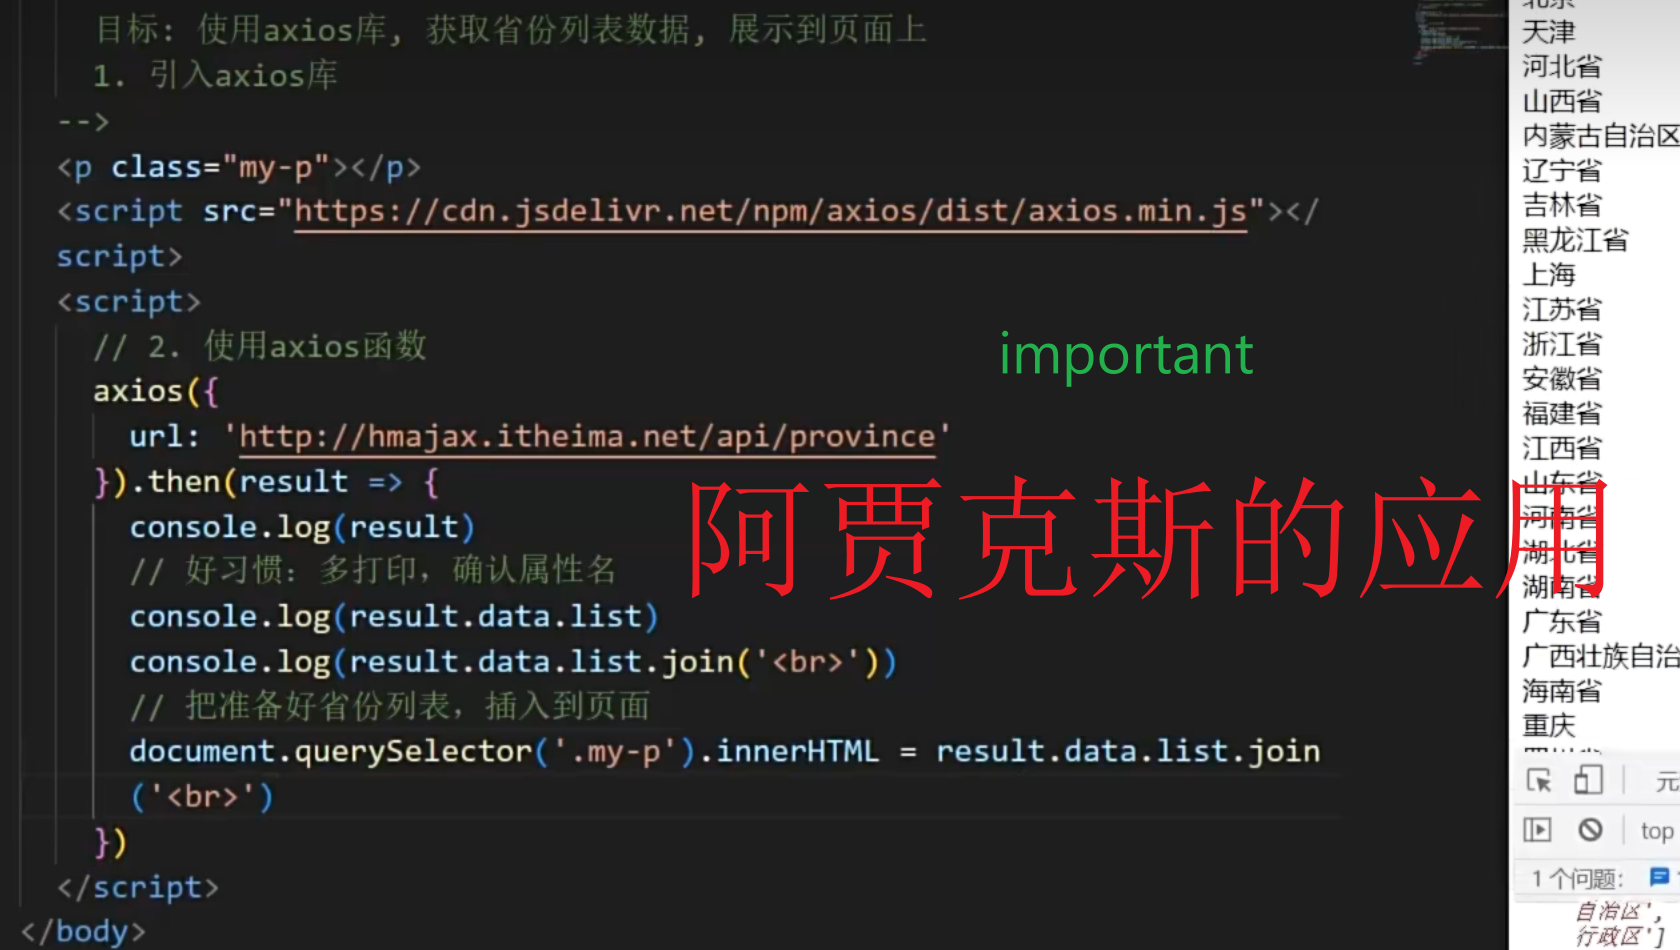 目标: 使用axios库, 获取省份列表数据, 展示到页面上
1. 引入axios库
-->
<p class="my-p"></p>
<script src="https://cdn.jsdelivr.net/npm/axios/dist/axios.min.js"></
script>
<script>
// 2. 使用axios函数
axios({
url: 'http://hmajax.itheima.net/api/province'
}).then(result => {
console.log(result)
// 好习惯: 多打印, 确认属性名
console.log(result.data.list)
console.log(result.data.list.join('<br>'))
// 把准备好省份列表, 插入到页面
document.querySelector('.my-p').innerHTML = result.data.list.join
('<br>')
})
</script>
</body>
important
阿贾克斯的应用
北京
天津
河北省
山西省
内蒙古自治区
辽宁省
吉林省
黑龙江省
上海
江苏省
浙江省
安徽省
福建省
江西省
山东省
河南省
湖北省
湖南省
广东省
广西壮族自治
海南省
重庆
元
top
1 个问题:
自治区',
行政区']